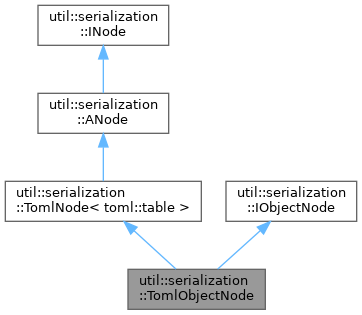 util::serialization
::INode
util::serialization
::ANode
util::serialization
::TomlNode< toml::table >
util::serialization
::IObjectNode
util::serialization
::TomlObjectNode